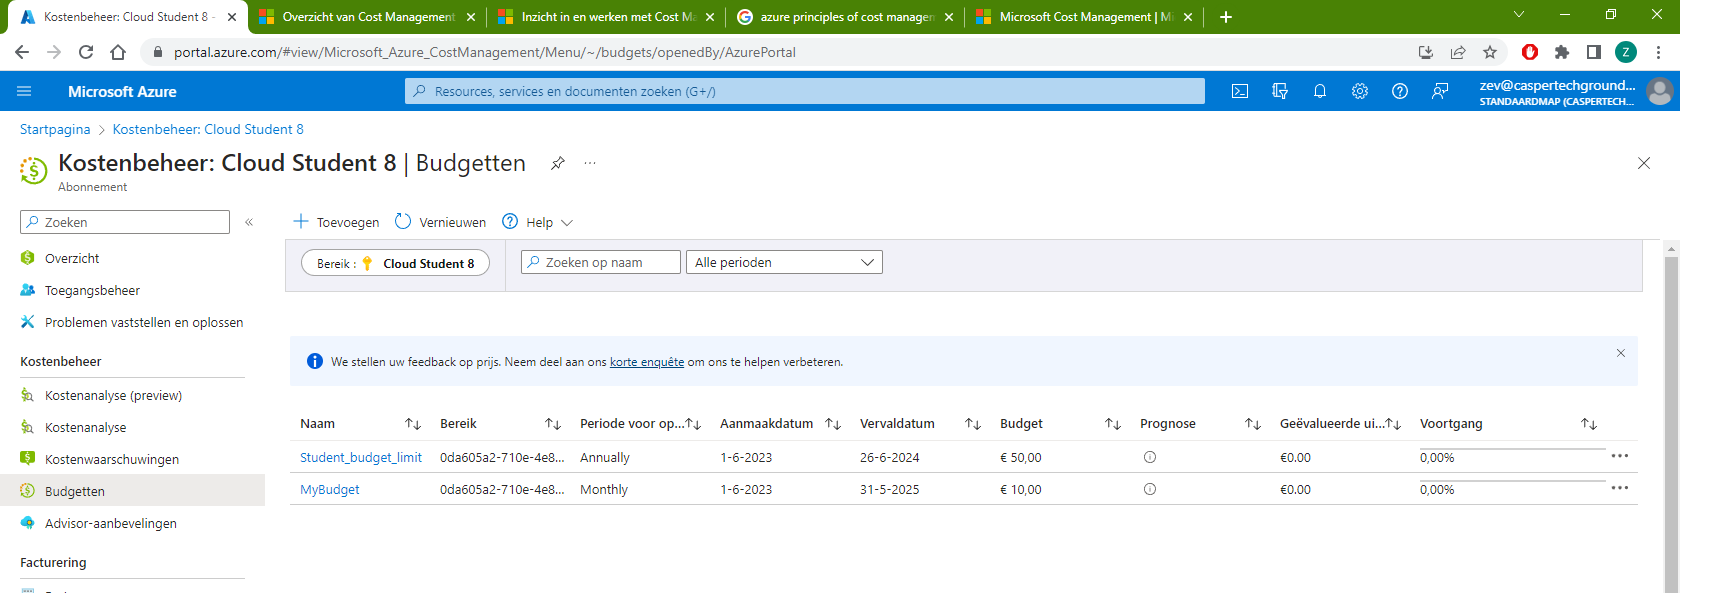 Kostenbeheer: Cloud Student 8 -
Overzicht van Cost Management
Inzicht in en werken met Cost Ma
azure principles of cost managem
Microsoft Cost Management | Mi
portal.azure.com/#view/Microsoft_Azure_CostManagement/Menu/~/budgets/openedBy/AzurePortal
Z
Microsoft Azure
Resources, services en documenten zoeken (G+/)
zev@caspertechground...
STANDAARDMAP (CASPERTECH...
Startpagina > Kostenbeheer: Cloud Student 8
Kostenbeheer: Cloud Student 8 | Budgetten
Abonnement
Zoeken
Toevoegen
Vernieuwen
Help
Overzicht
Toegangsbeheer
Problemen vaststellen en oplossen
Kostenbeheer
Kostenanalyse (preview)
Kostenanalyse
Kostenwaarschuwingen
Budgetten
Advisor-aanbevelingen
Facturering
Bereik : Cloud Student 8
Zoeken op naam
Alle perioden
We stellen uw feedback op prijs. Neem deel aan ons korte enquête om ons te helpen verbeteren.
Naam Bereik Periode voor op... Aanmaakdatum Vervaldatum Budget Prognose Geëvalueerde ui... Voortgang
Student_budget_limit 0da605a2-710e-4e8... Annually 1-6-2023 26-6-2024 € 50,00 €0.00 0,00%
MyBudget 0da605a2-710e-4e8... Monthly 1-6-2023 31-5-2025 € 10,00 €0.00 0,00%